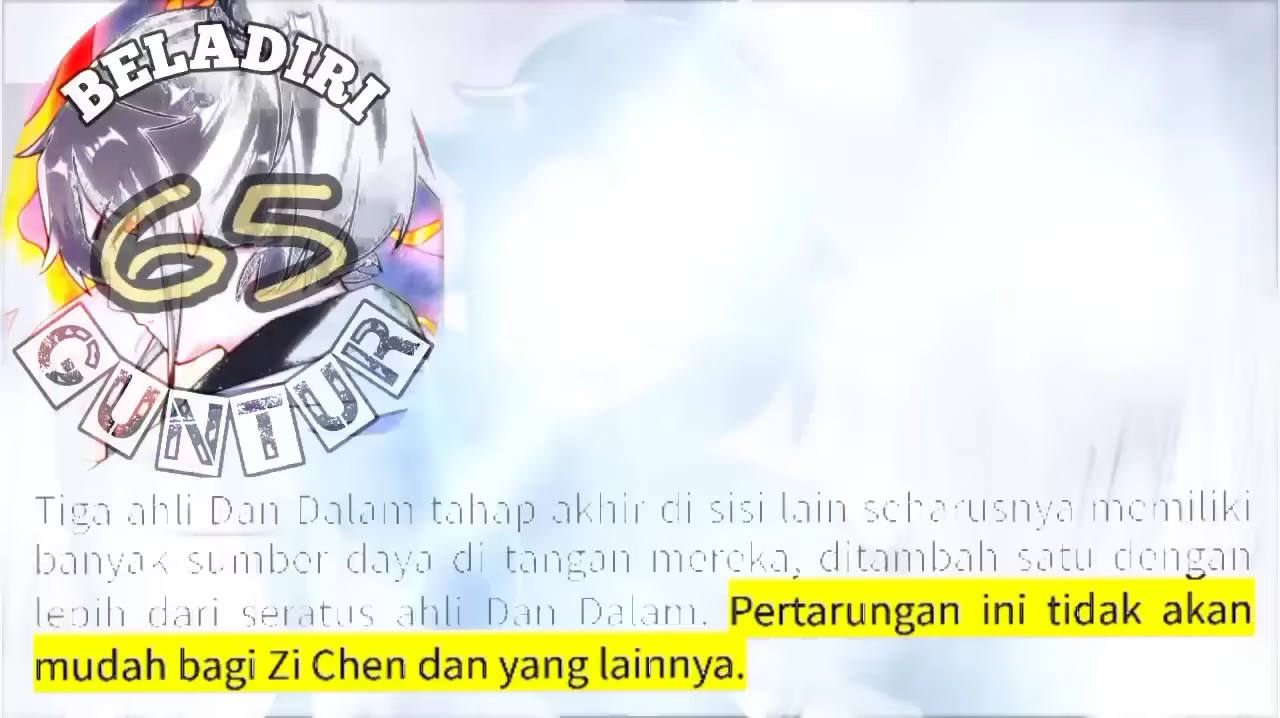 BELADIRI
65
GUNTUR
Tiga ahli Dan Dalam tahap akhir di sisi lain seharusnya memiliki
banyak sumber daya di tangan mereka, ditambah satu dengan
lebih dari seratus ahli Dan Dalam. Pertarungan ini tidak akan
mudah bagi Zi Chen dan yang lainnya.